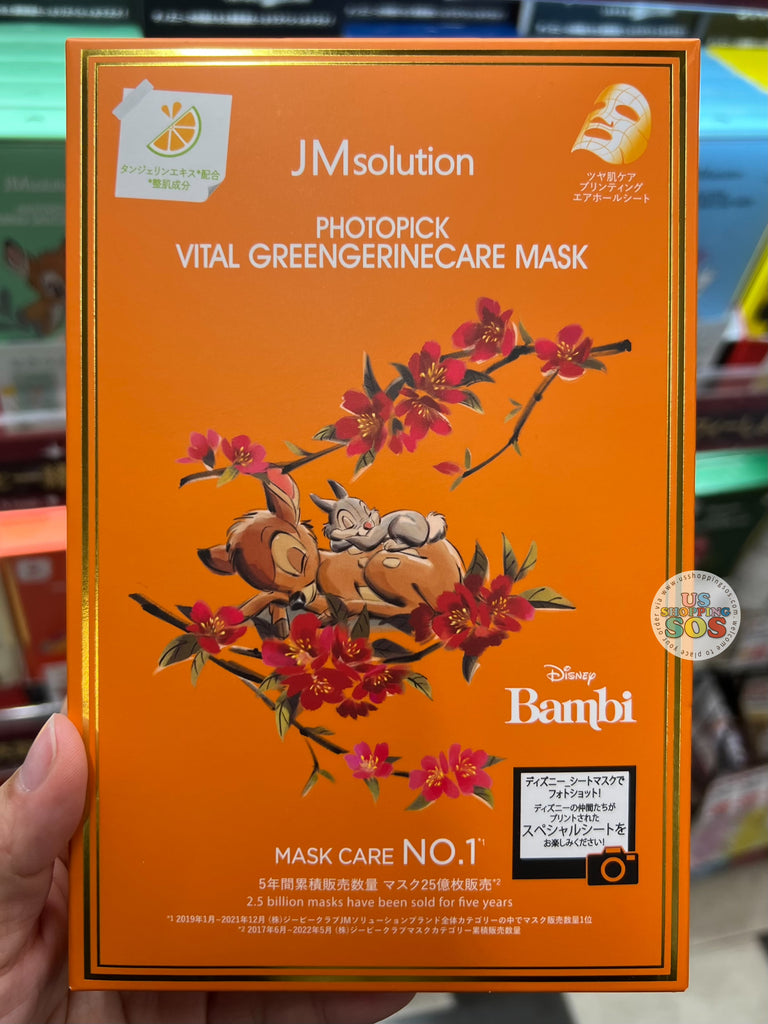 タンジェリンエキス*配合
*整肌成分
JMsolution
ツヤ肌ケア
プリンティング
エアホールシート
PHOTOPICK
VITAL GREENGERINECARE MASK
www.usshoppingsos.com
welcome to place your order via
US
SHOPPING
SOS
Disney
Bambi
ディズニー_シートマスクで
フォトショット!
ディズニーの仲間たちが
プリントされた
スペシャルシートを
お楽しみください!
MASK CARE NO.1*1
5年間累積販売数量 マスク25億枚販売*2
2.5 billion masks have been sold for five years
*1 2019年1月~2021年12月 (株)ジーピークラブJMソリューションブランド全体カテゴリーの中でマスク販売数量1位
*2 2017年6月~2022年5月 (株)ジーピークラブマスクカテゴリー累積販売数量